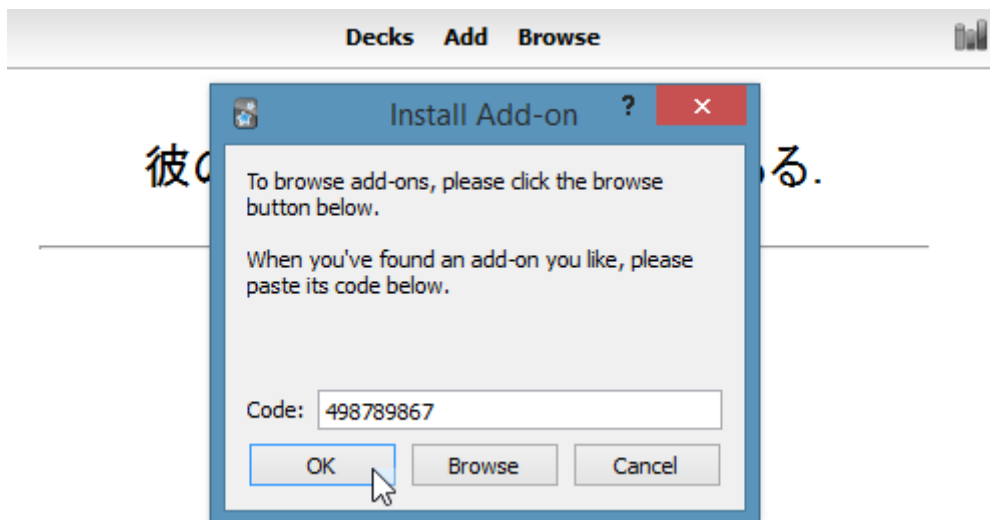 Decks Add Browse
Install Add-on ?
彼の
る.
To browse add-ons, please click the browse
button below.
When you've found an add-on you like, please
paste its code below.
Code: 498789867
OK Browse Cancel